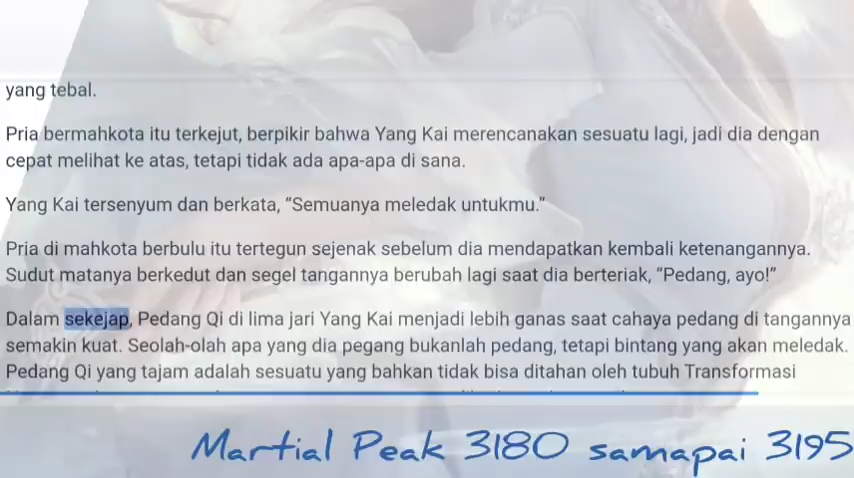 yang tebal.
Pria bermahkota itu terkejut, berpikir bahwa Yang Kai merencanakan sesuatu lagi, jadi dia dengan
cepat melihat ke atas, tetapi tidak ada apa-apa di sana.
Yang Kai tersenyum dan berkata, “Semuanya meledak untukmu.”
Pria di mahkota berbulu itu tertegun sejenak sebelum dia mendapatkan kembali ketenangannya.
Sudut matanya berkedut dan segel tangannya berubah lagi saat dia berteriak, “Pedang, ayo!”
Dalam sekejap, Pedang Qi di lima jari Yang Kai menjadi lebih ganas saat cahaya pedang di tangannya
semakin kuat. Seolah-olah apa yang dia pegang bukanlah pedang, tetapi bintang yang akan meledak.
Pedang Qi yang tajam adalah sesuatu yang bahkan tidak bisa ditahan oleh tubuh Transformasi
Martial Peak 3180 samapai 3195